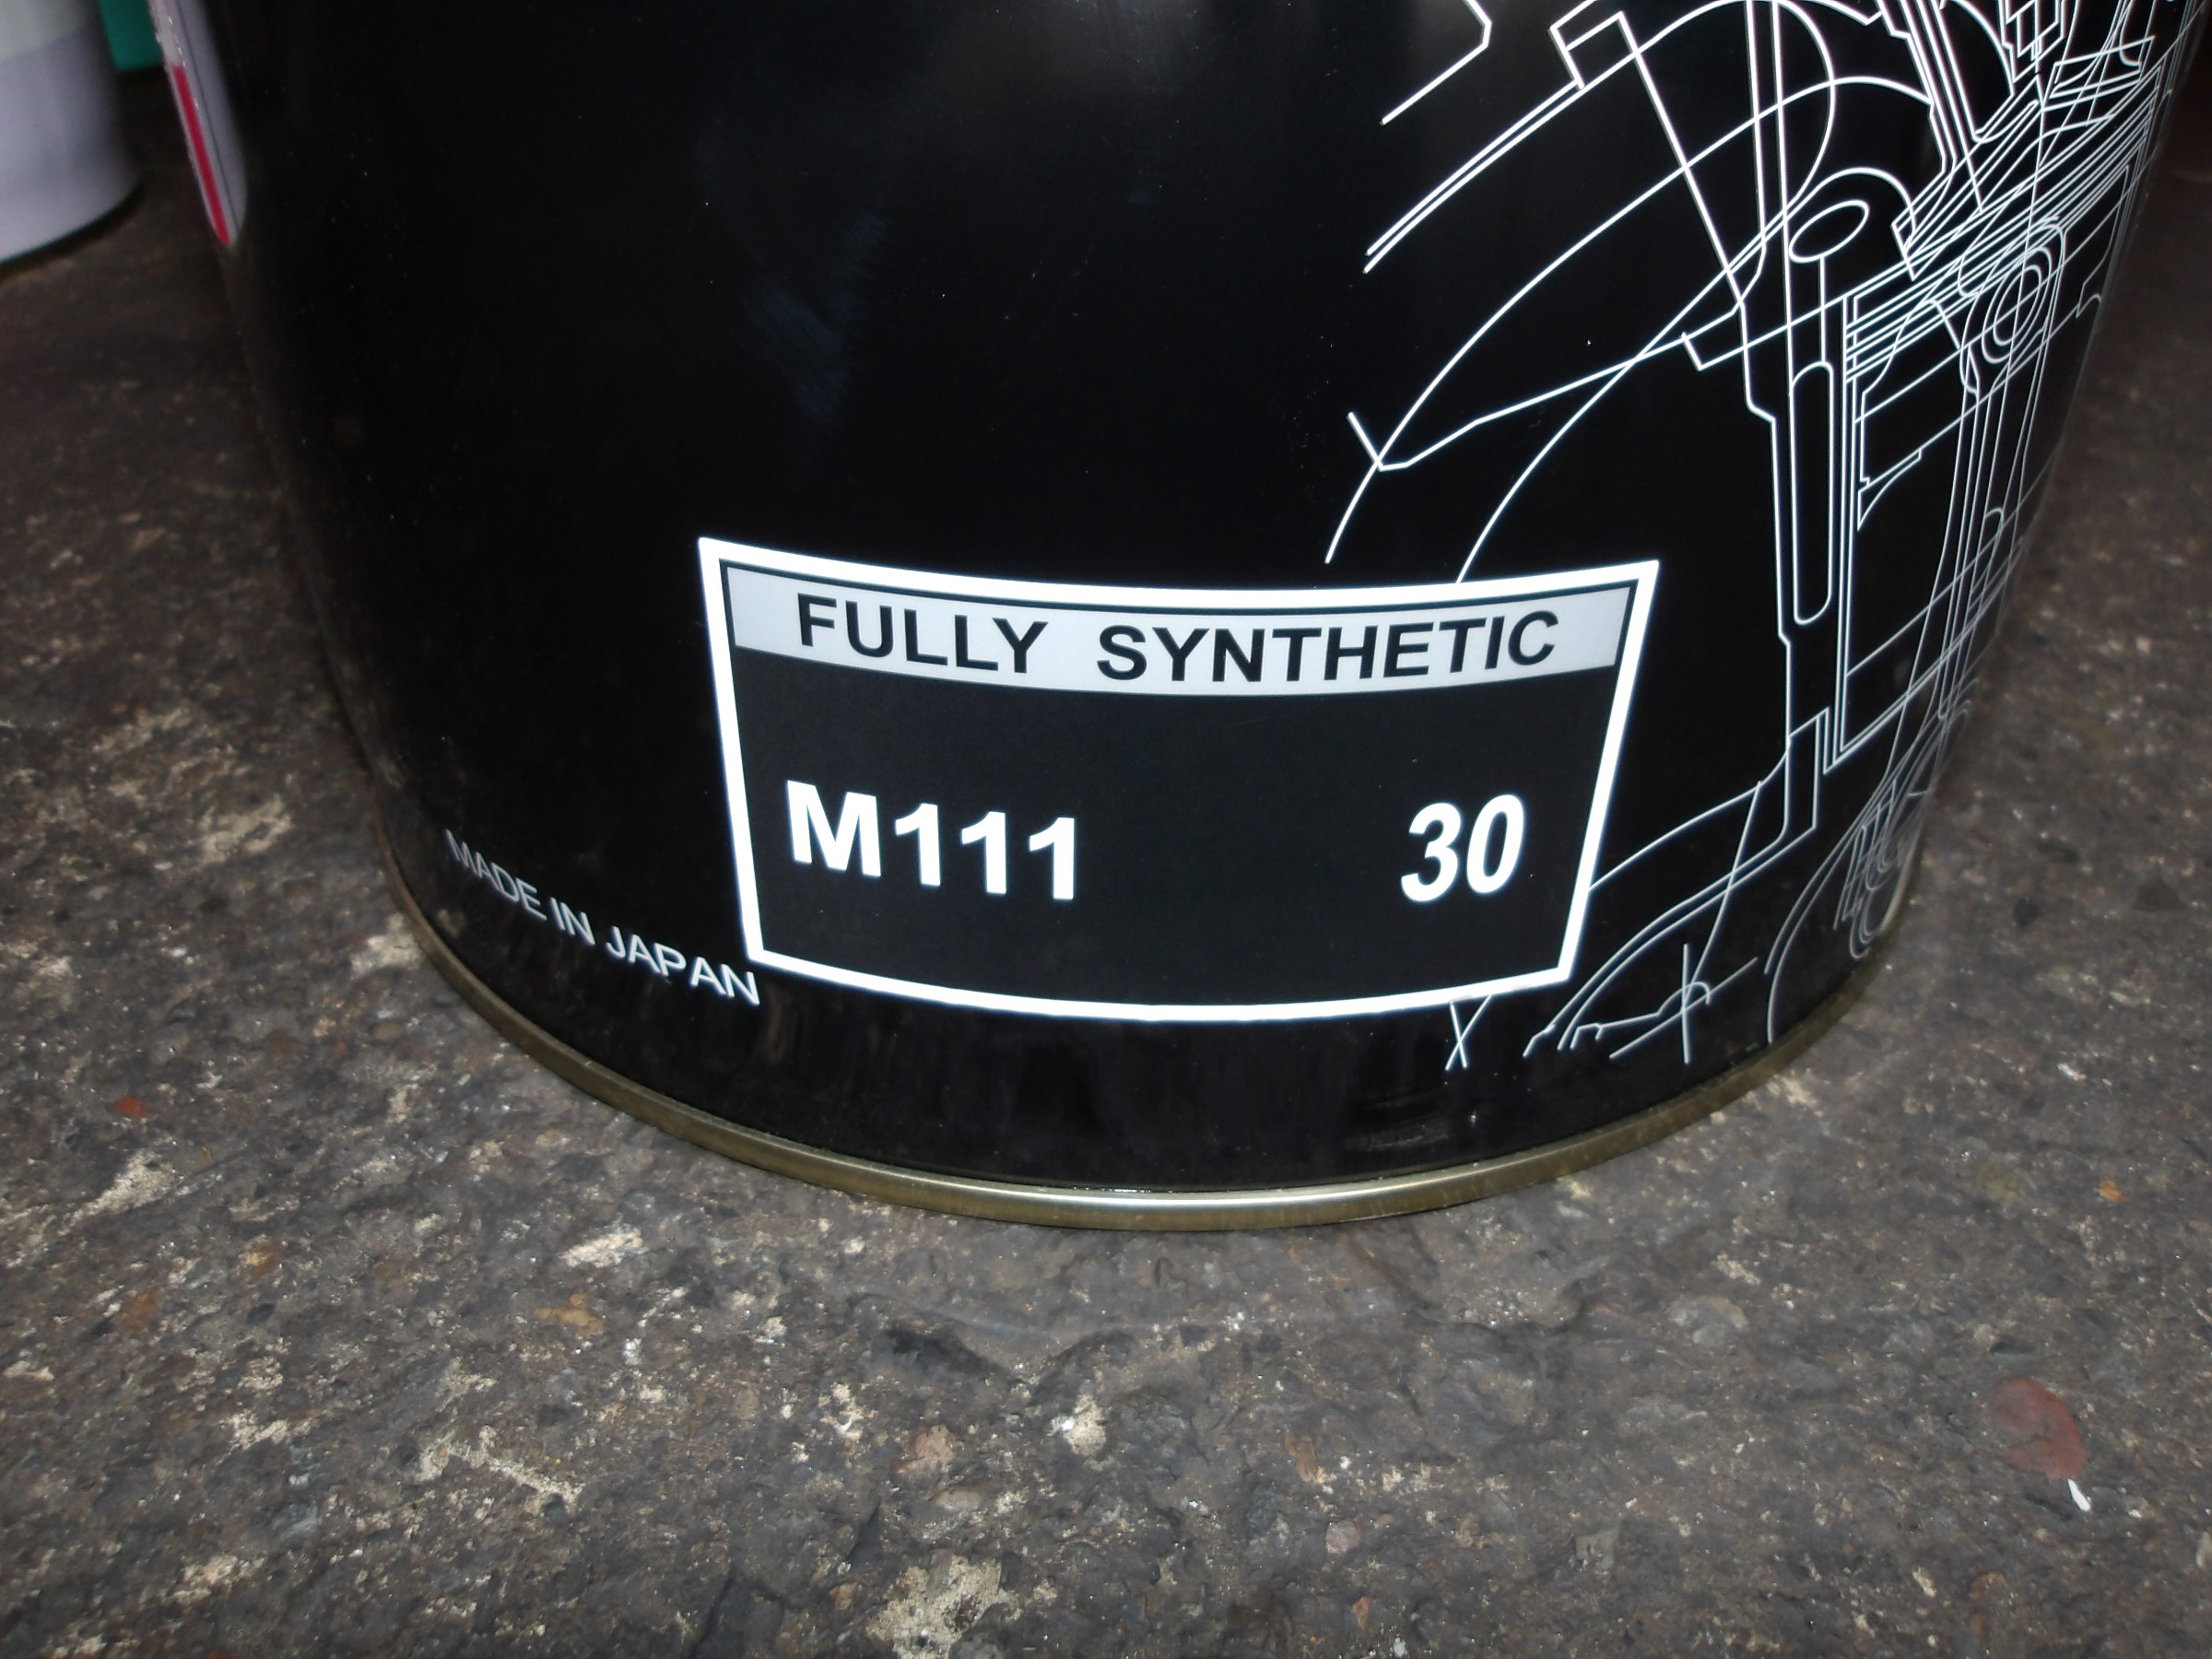 FULLY SYNTHETIC
M111 30
MADE IN JAPAN